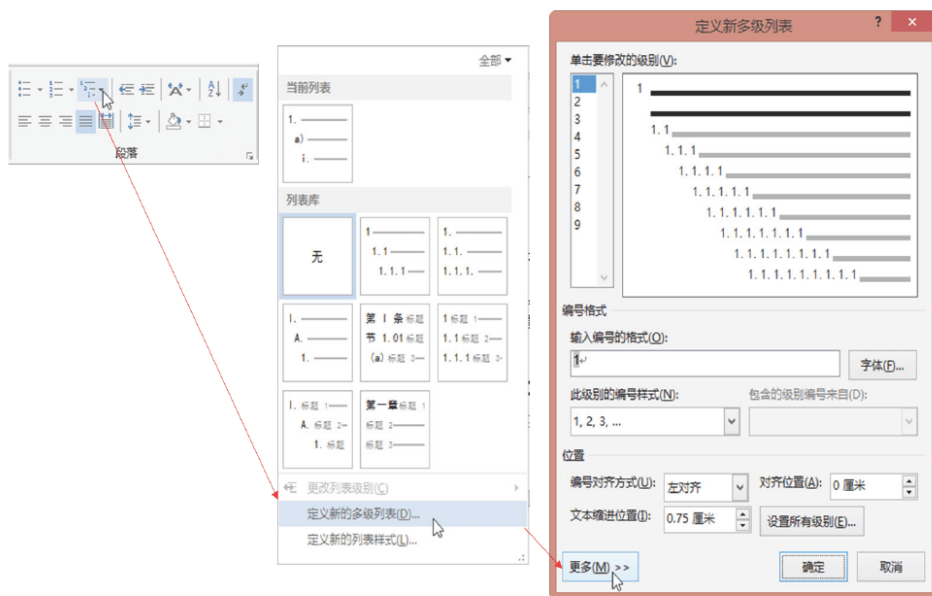 段落
全部
当前列表
1.
a)
i.
列表库
无
1
1.1
1.1.1
1.
1.1.
1.1.1.
I.
A.
1.
第 I 条 标题
节 1.01 标题
(a) 标题 3
1 标题 1
1.1 标题 2
1.1.1 标题 3
I. 标题 1
A. 标题 2
1. 标题
第一章 标题 1
标题 2
标题 3
更改列表级别(C)
定义新的多级列表(D)...
定义新的列表样式(L)...
定义新多级列表
? ×
单击要修改的级别(V):
1
2
3
4
5
6
7
8
9
1
1.1
1.1.1
1.1.1.1
1.1.1.1.1
1.1.1.1.1.1
1.1.1.1.1.1.1
1.1.1.1.1.1.1.1
1.1.1.1.1.1.1.1.1
编号格式
输入编号的格式(O):
1
字体(F)...
此级别的编号样式(N):
包含的级别编号来自(D):
1, 2, 3, ...
位置
编号对齐方式(U): 左对齐
对齐位置(A): 0 厘米
文本缩进位置(I): 0.75 厘米
设置所有级别(E)...
更多(M) >>
确定
取消